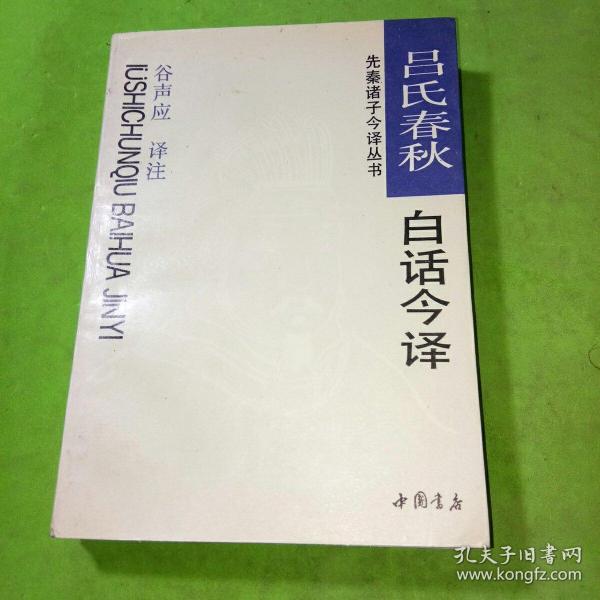 吕氏春秋
白话今译
先秦诸子今译丛书
谷声应 译注
lÜSHICHUNQIU BAIHUA JINYI
中国书店
孔夫子旧书网
www.kongfz.com